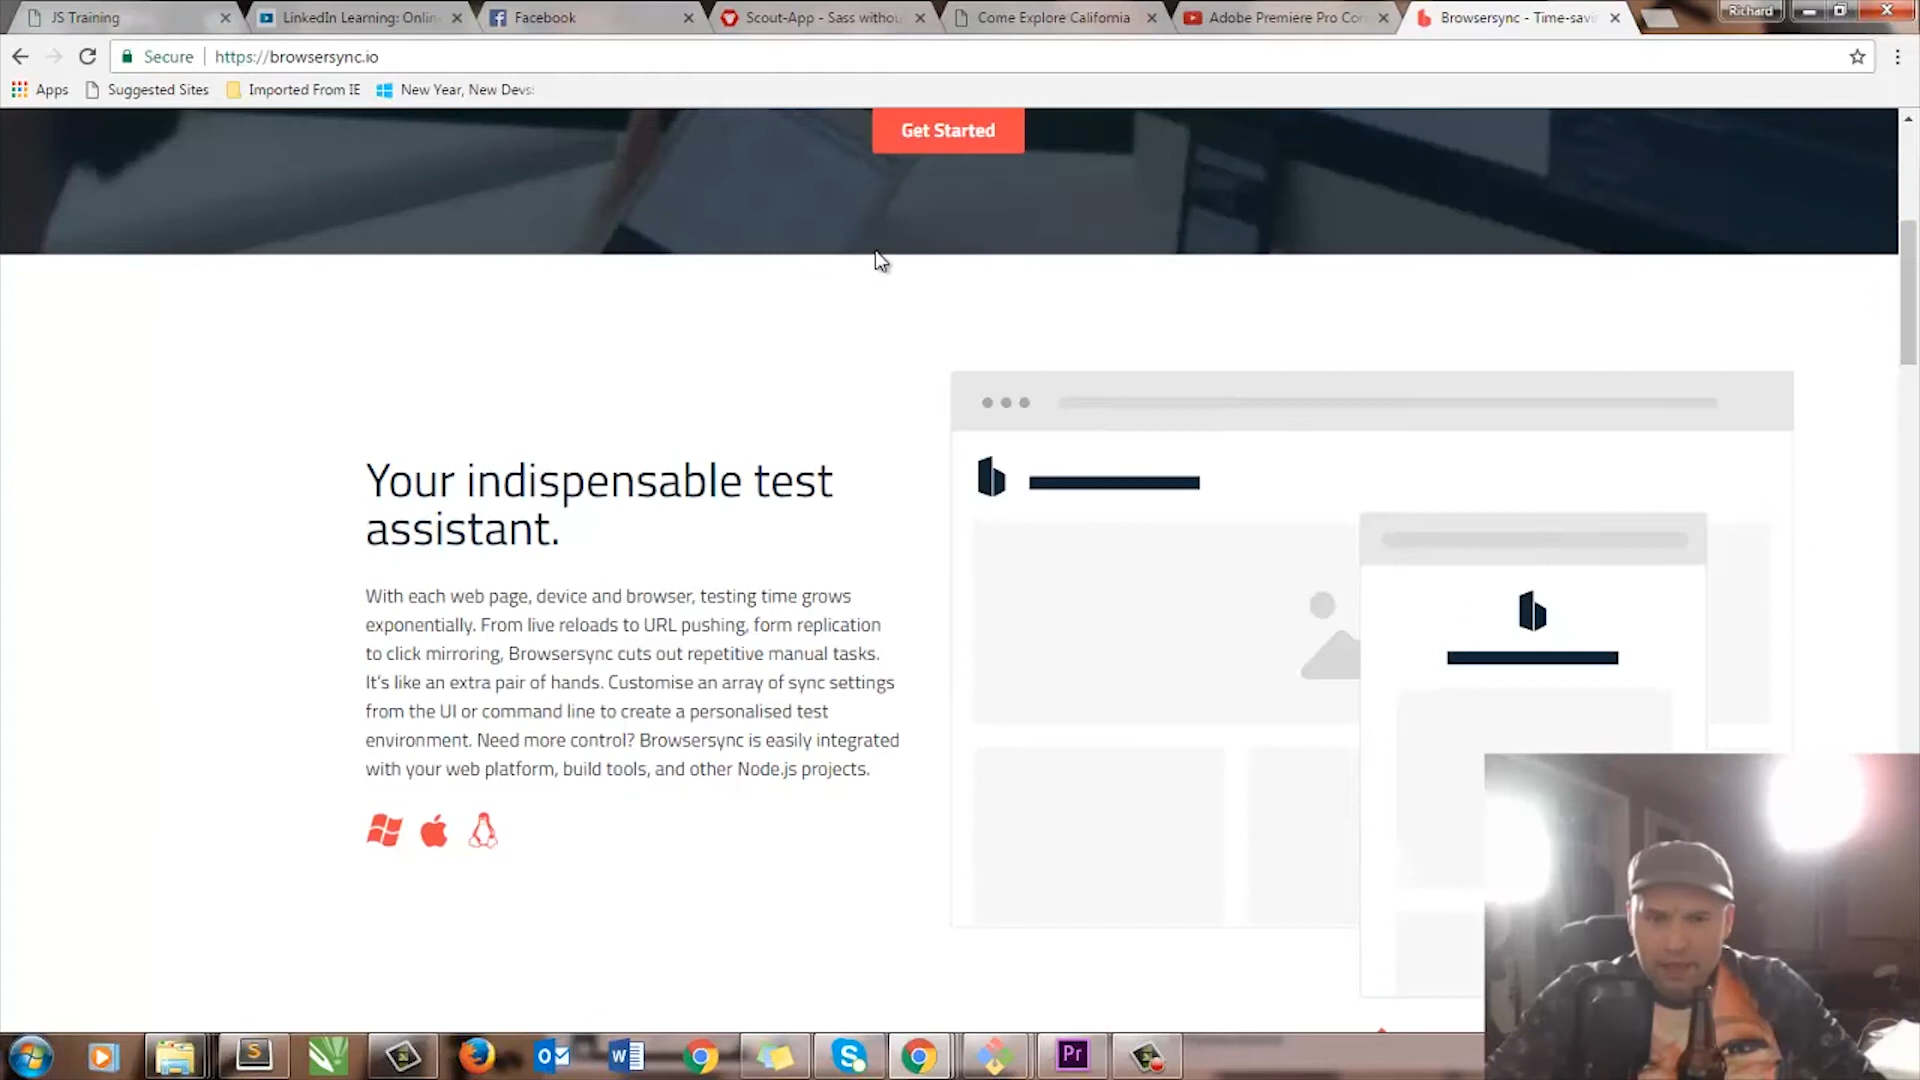 JS Training
LinkedIn Learning: Onlin
Facebook
Scout-App - Sass withou
Come Explore California
Adobe Premiere Pro Con
Browsersync - Time-savi
Richard
Secure
https://browsersync.io
Apps
Suggested Sites
Imported From IE
New Year, New Devs:
Get Started
Your indispensable test
assistant.
With each web page, device and browser, testing time grows
exponentially. From live reloads to URL pushing, form replication
to click mirroring, Browsersync cuts out repetitive manual tasks.
It's like an extra pair of hands. Customise an array of sync settings
from the UI or command line to create a personalised test
environment. Need more control? Browsersync is easily integrated
with your web platform, build tools, and other Node.js projects.
Pr